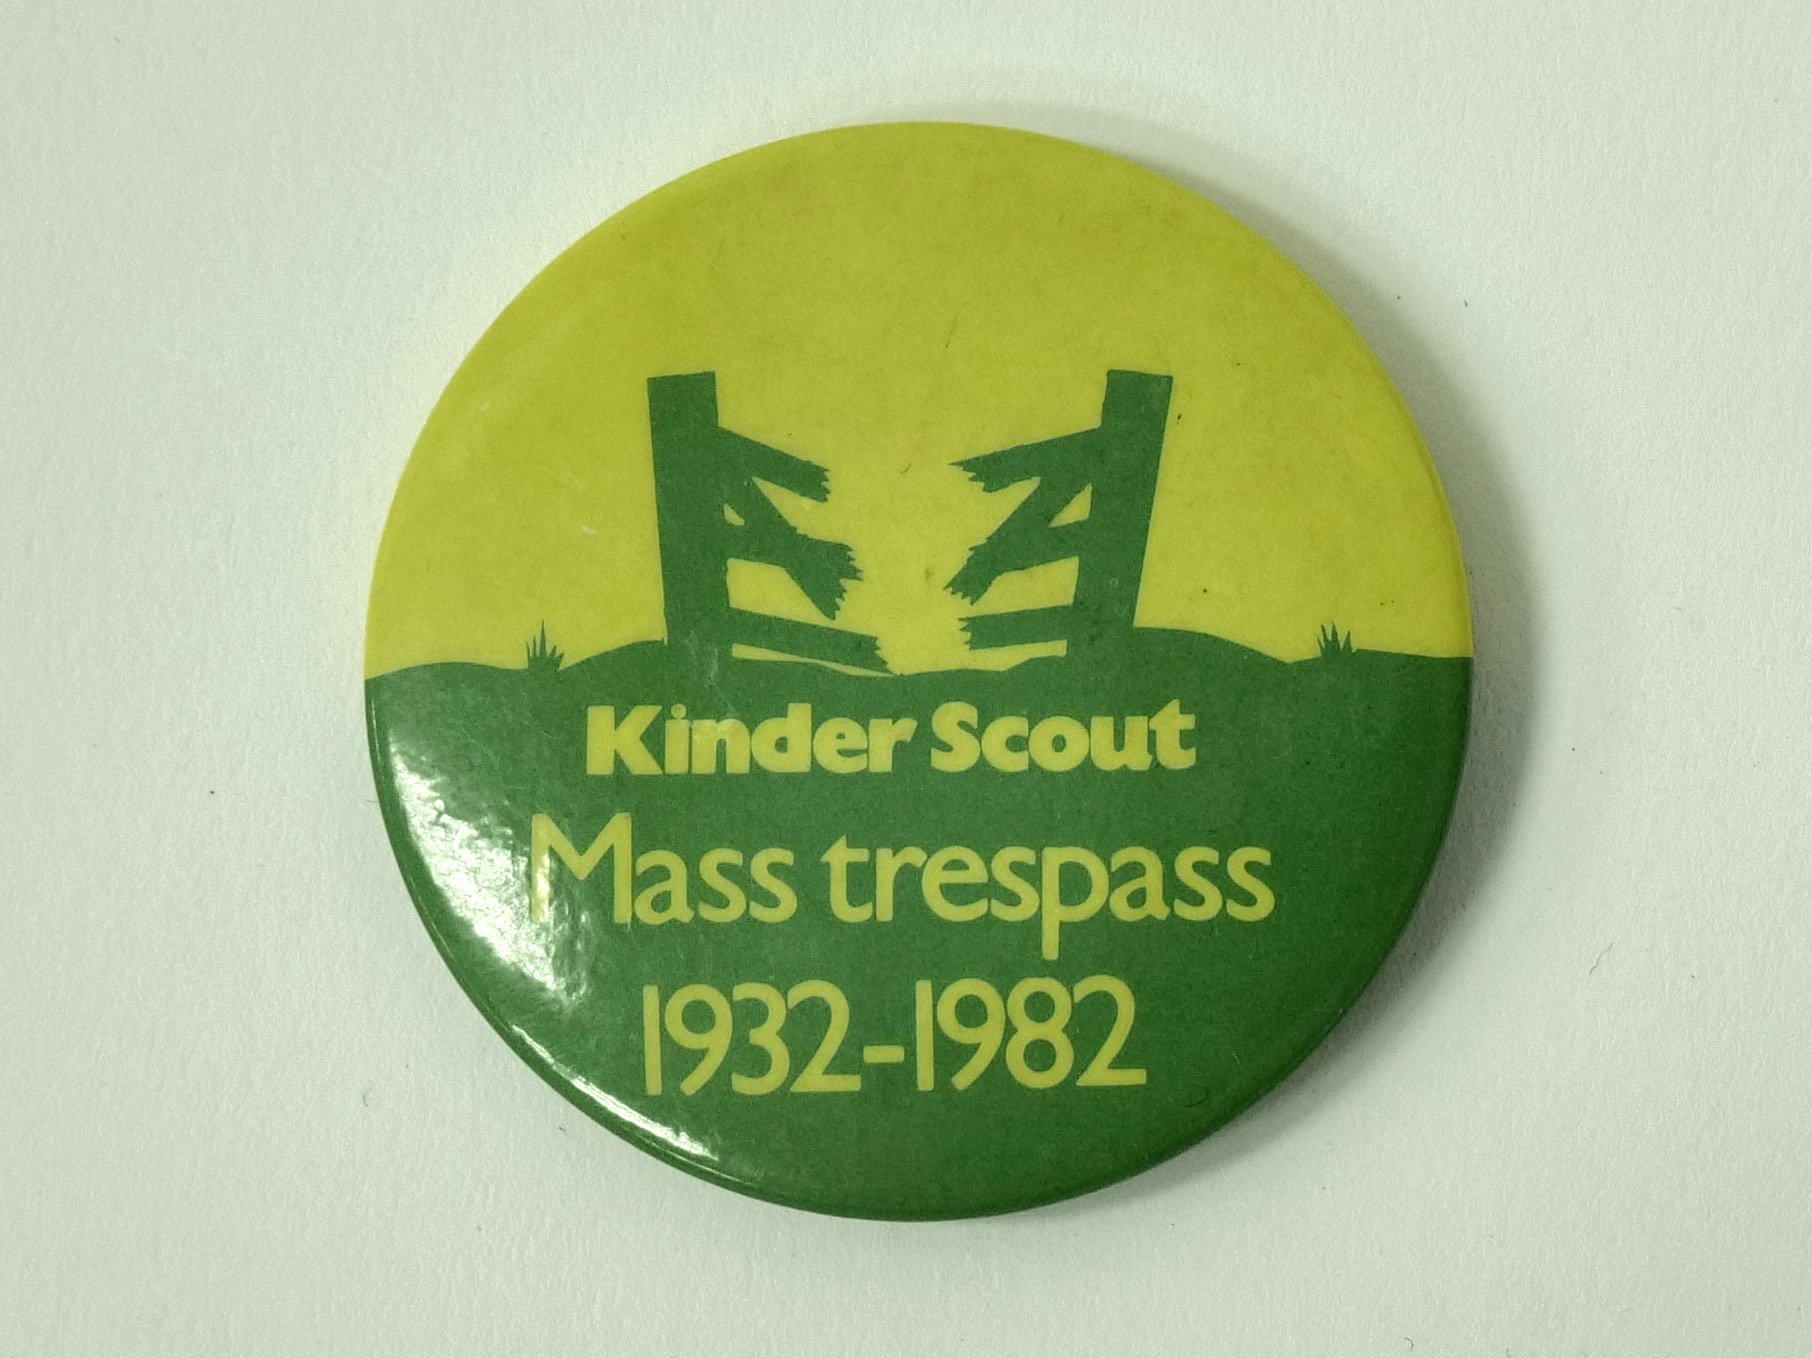 Kinder Scout
Mass trespass
1932-1982